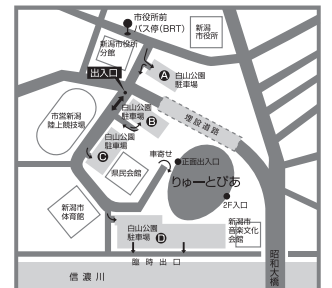 市役所前
バス停(BRT)
新潟
市役所
新潟市役所
分館
出入口
A
白山公園
駐車場
白山公園
駐車場
B
埋設道路
市営新潟
陸上競技場
白山公園
駐車場
C
車寄せ
正面出入口
県民会館
りゅーとぴあ
2F入口
新潟市
体育館
白山公園
駐車場
D
新潟市
音楽文化
会館
臨時出口
昭和大橋
信濃川